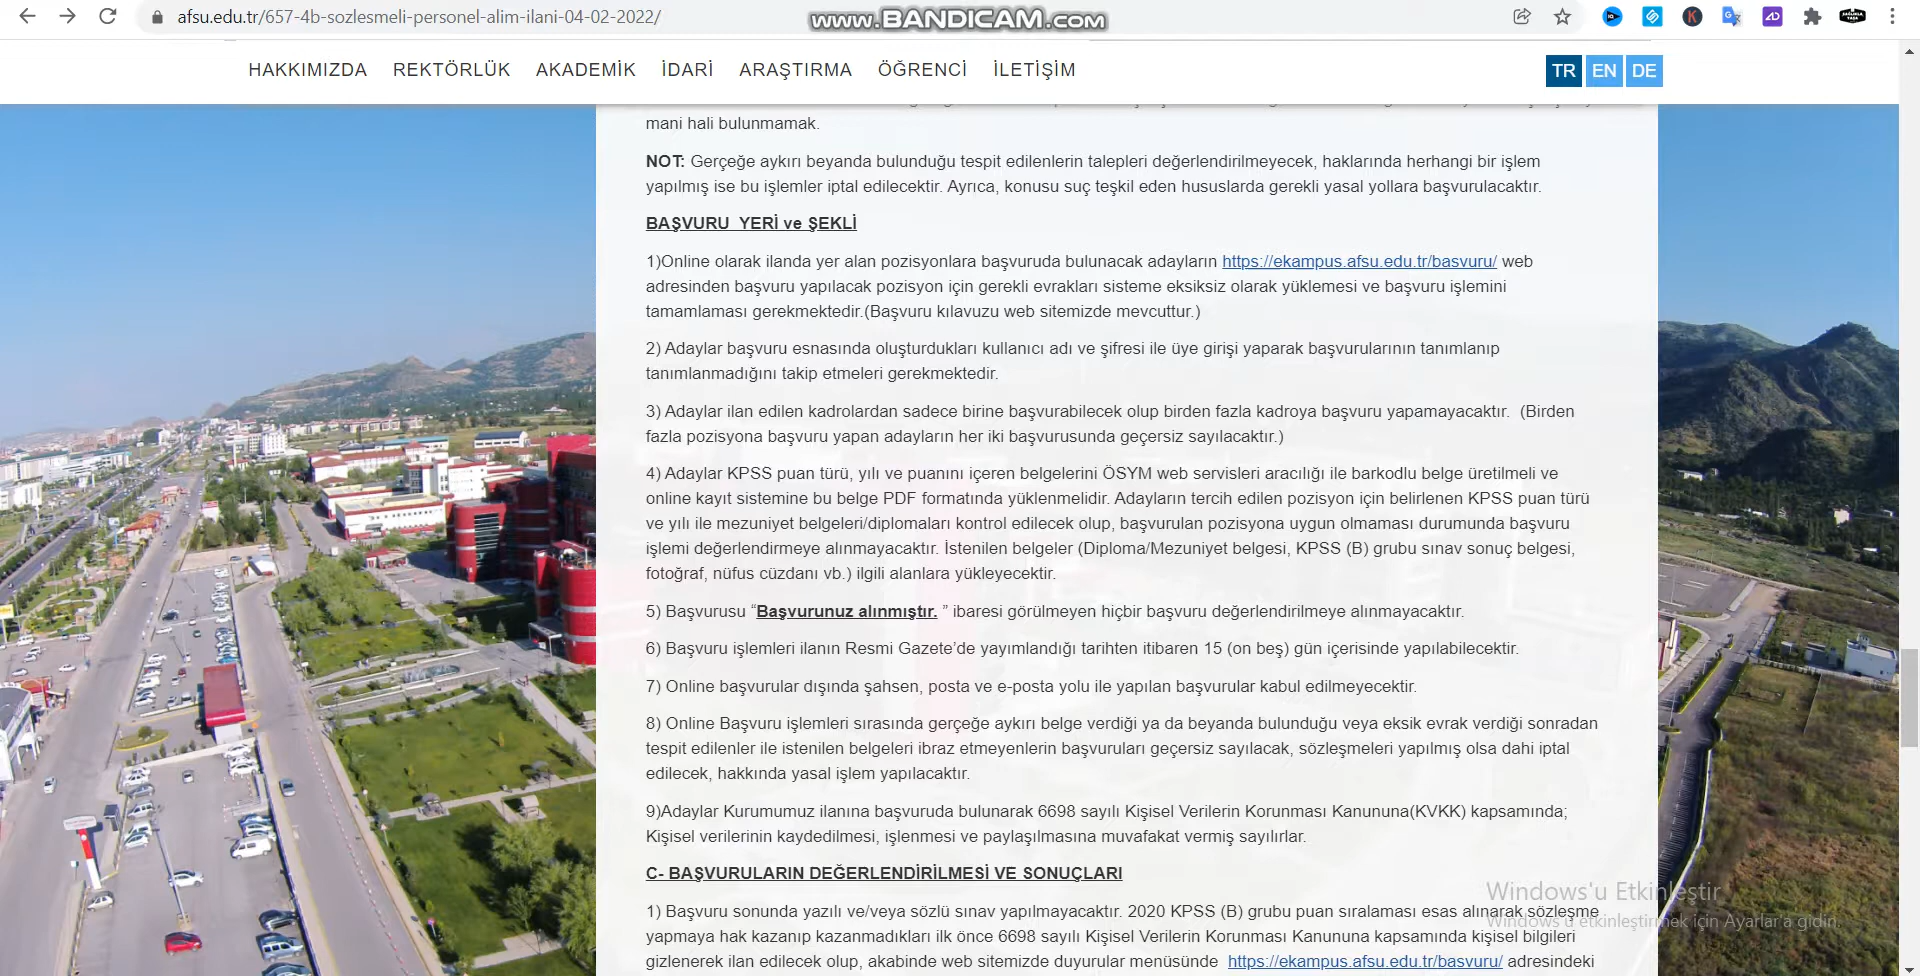 afsu.edu.tr/657-4b-sozlesmeli-personel-alim-ilani-04-02-2022/
www.BANDICAM.com
HAKKIMIZDA REKTÖRLÜK AKADEMİK İDARİ ARAŞTIRMA ÖĞRENCİ İLETİŞİM
TR EN DE
mani hali bulunmamak.
NOT: Gerçeğe aykırı beyanda bulunduğu tespit edilenlerin talepleri değerlendirilmeyecek, haklarında herhangi bir işlem
yapılmış ise bu işlemler iptal edilecektir. Ayrıca, konusu suç teşkil eden hususlarda gerekli yasal yollara başvurulacaktır.
BAŞVURU YERİ ve ŞEKLİ
1)Online olarak ilanda yer alan pozisyonlara başvuruda bulunacak adayların https://ekampus.afsu.edu.tr/basvuru/ web
adresinden başvuru yapılacak pozisyon için gerekli evrakları sisteme eksiksiz olarak yüklemesi ve başvuru işlemini
tamamlaması gerekmektedir.(Başvuru kılavuzu web sitemizde mevcuttur.)
2) Adaylar başvuru esnasında oluşturdukları kullanıcı adı ve şifresi ile üye girişi yaparak başvurularının tanımlanıp
tanımlanmadığını takip etmeleri gerekmektedir.
3) Adaylar ilan edilen kadrolardan sadece birine başvurabilecek olup birden fazla kadroya başvuru yapamayacaktır. (Birden
fazla pozisyona başvuru yapan adayların her iki başvurusunda geçersiz sayılacaktır.)
4) Adaylar KPSS puan türü, yılı ve puanını içeren belgelerini ÖSYM web servisleri aracılığı ile barkodlu belge üretilmeli ve
online kayıt sistemine bu belge PDF formatında yüklenmelidir. Adayların tercih edilen pozisyon için belirlenen KPSS puan türü
ve yılı ile mezuniyet belgeleri/diplomaları kontrol edilecek olup, başvurulan pozisyona uygun olmaması durumunda başvuru
işlemi değerlendirmeye alınmayacaktır. İstenilen belgeler (Diploma/Mezuniyet belgesi, KPSS (B) grubu sınav sonuç belgesi,
fotoğraf, nüfus cüzdanı vb.) ilgili alanlara yükleyecektir.
5) Başvurusu “Başvurunuz alınmıştır. ” ibaresi görülmeyen hiçbir başvuru değerlendirilmeye alınmayacaktır.
6) Başvuru işlemleri ilanın Resmi Gazete’de yayımlandığı tarihten itibaren 15 (on beş) gün içerisinde yapılabilecektir.
7) Online başvurular dışında şahsen, posta ve e-posta yolu ile yapılan başvurular kabul edilmeyecektir.
8) Online Başvuru işlemleri sırasında gerçeğe aykırı belge verdiği ya da beyanda bulunduğu veya eksik evrak verdiği sonradan
tespit edilenler ile istenilen belgeleri ibraz etmeyenlerin başvuruları geçersiz sayılacak, sözleşmeleri yapılmış olsa dahi iptal
edilecek, hakkında yasal işlem yapılacaktır.
9)Adaylar Kurumumuz ilanına başvuruda bulunarak 6698 sayılı Kişisel Verilerin Korunması Kanununa(KVKK) kapsamında;
Kişisel verilerinin kaydedilmesi, işlenmesi ve paylaşılmasına muvafakat vermiş sayılırlar.
C- BAŞVURULARIN DEĞERLENDİRİLMESİ VE SONUÇLARI
1) Başvuru sonunda yazılı ve/veya sözlü sınav yapılmayacaktır. 2020 KPSS (B) grubu puan sıralaması esas alınarak sözleşme
yapmaya hak kazanıp kazanmadıkları ilk önce 6698 sayılı Kişisel Verilerin Korunması Kanununa kapsamında kişisel bilgileri
gizlenerek ilan edilecek olup, akabinde web sitemizde duyurular menüsünde https://ekampus.afsu.edu.tr/basvuru/ adresindeki
Windows'u Etkinleştir
Windows'u etkinleştirmek için Ayarlar'a gidin.